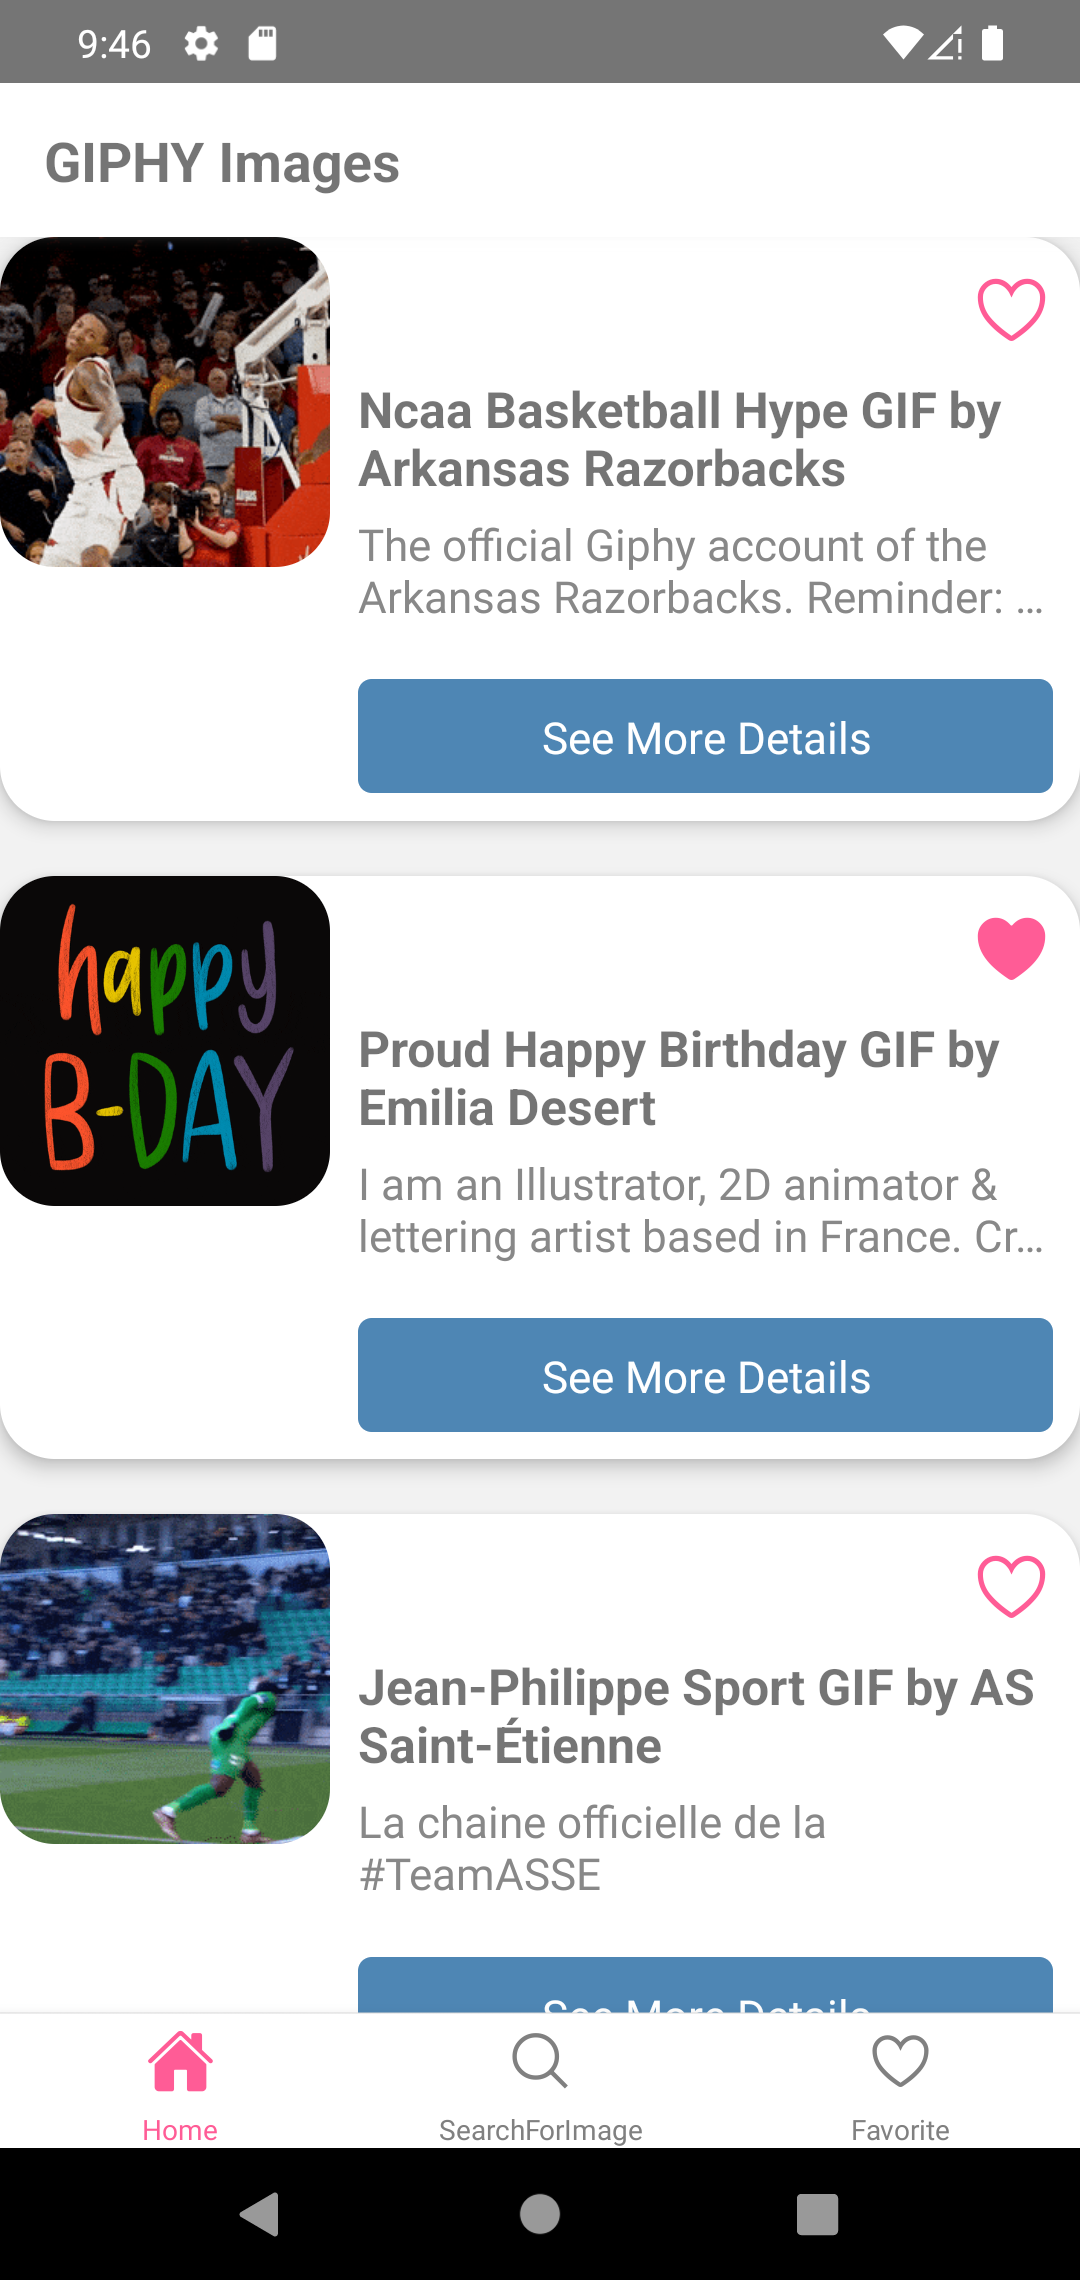 9:46
GIPHY Images
Ncaa Basketball Hype GIF by
Arkansas Razorbacks
The official Giphy account of the
Arkansas Razorbacks. Reminder: …
See More Details
happy
B-DAY
Proud Happy Birthday GIF by
Emilia Desert
I am an Illustrator, 2D animator &
lettering artist based in France. Cr…
See More Details
Jean-Philippe Sport GIF by AS
Saint-Étienne
La chaine officielle de la
#TeamASSE
See More Details
Home
SearchForImage
Favorite